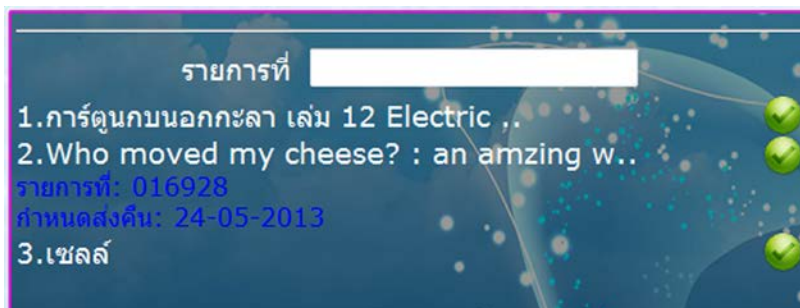 รายการที่
1.การ์ตูนกบนอกกะลา เล่ม 12 Electric ..
2.Who moved my cheese? : an amzing w..
รายการที่: 016928
กำหนดส่งคืน: 24-05-2013
3.เซลล์